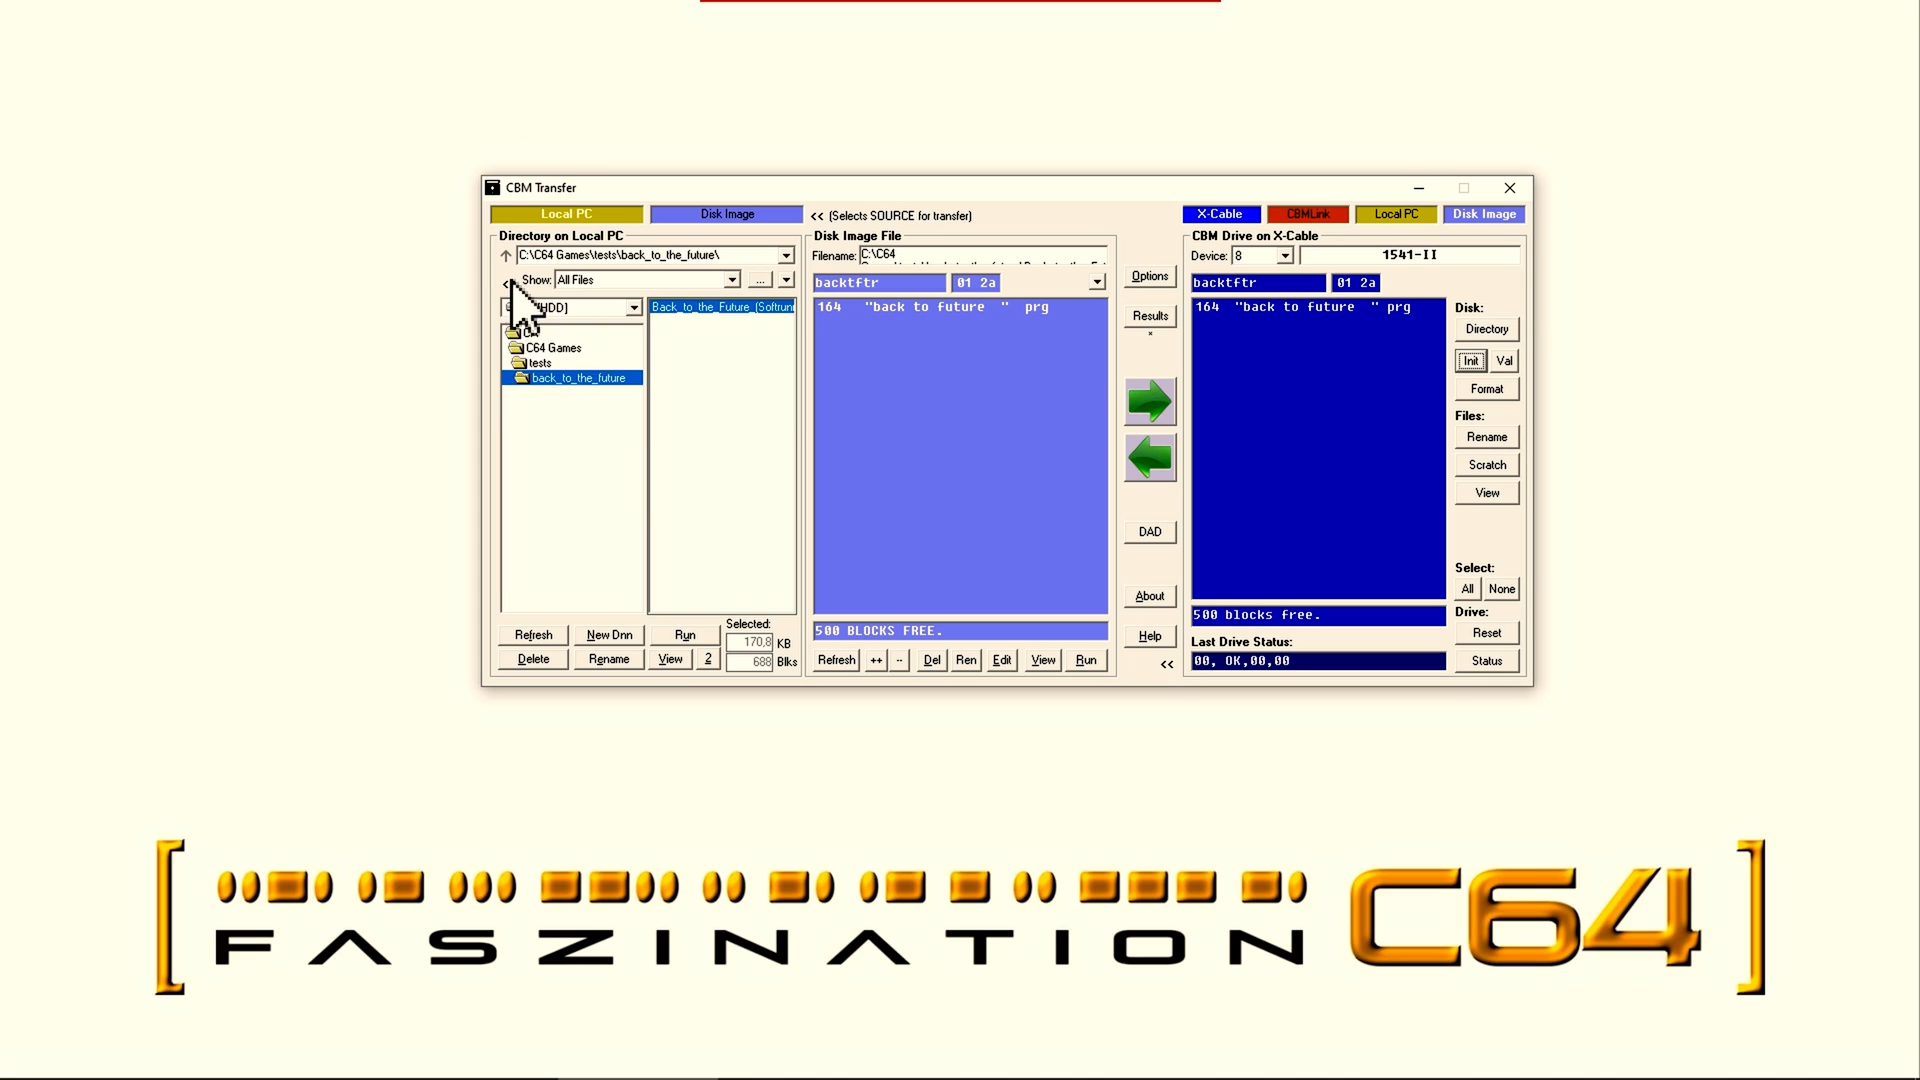 CBM Transfer
Local PC
Disk Image
<< (Selects SOURCE for transfer)
X-Cable
CBMLink
Local PC
Disk Image
Directory on Local PC
C:\C64 Games\tests\back_to_the_future\
Show: All Files
...
HDD]
C64 Games
tests
back_to_the_future
Back_to_the_Future_(Softrun
Refresh
New Dnn
Run
Delete
Rename
View
2
Selected:
170,8 KB
688 Blks
Disk Image File
Filename: C:\C64
backtftr 01 2a
164 "back to future " prg
500 BLOCKS FREE.
Refresh
++
--
Del
Ren
Edit
View
Run
Options
Results
DAD
About
Help
<<
CBM Drive on X-Cable
Device: 8
1541-II
backtftr 01 2a
164 "back to future " prg
500 blocks free.
Last Drive Status:
00, OK,00,00
Disk:
Directory
Init
Val
Format
Files:
Rename
Scratch
View
Select:
All
None
Drive:
Reset
Status
[FASZINATION C64]